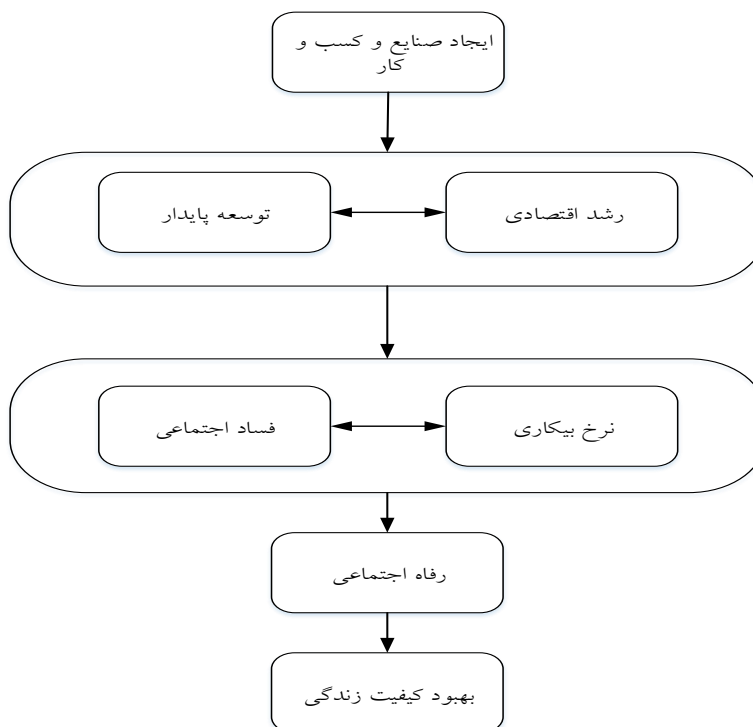 ایجاد صنایع و کسب و
کار
رشد اقتصادی
توسعه پایدار
نرخ بیکاری
فساد اجتماعی
رفاه اجتماعی
بهبود کیفیت زندگی